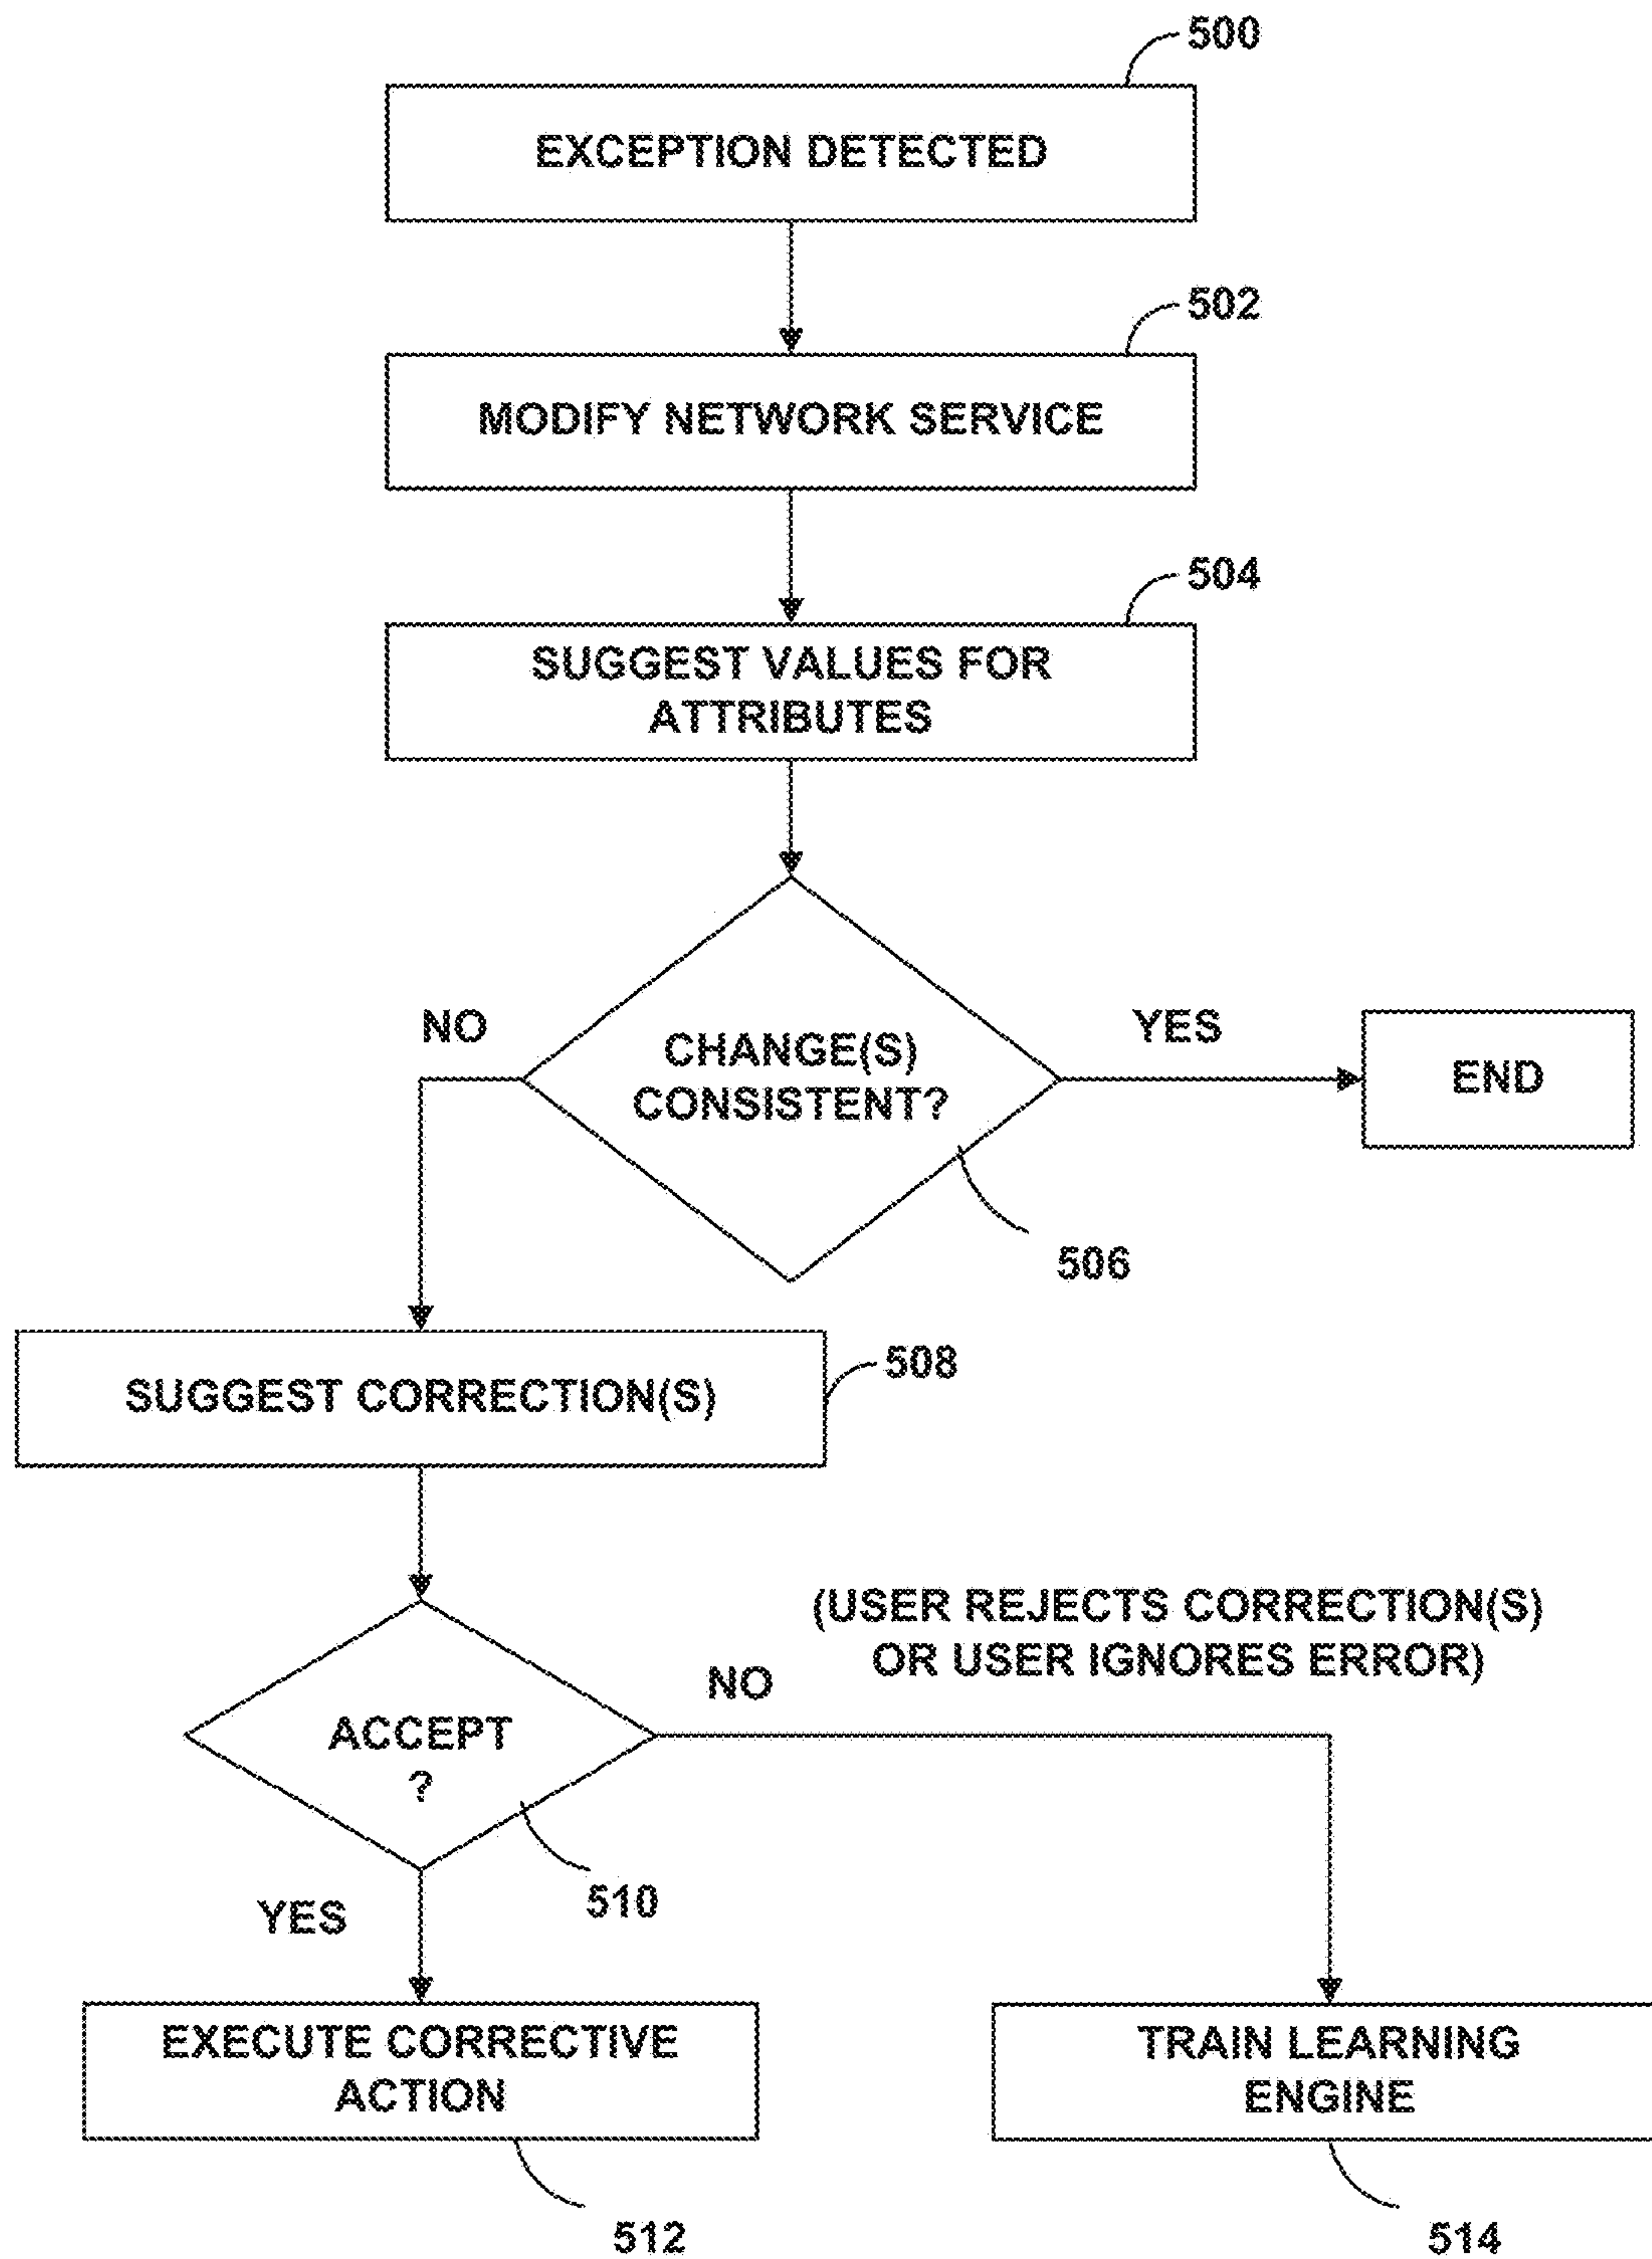 500
EXCEPTION DETECTED
502
MODIFY NETWORK SERVICE
504
SUGGEST VALUES FOR
ATTRIBUTES
NO
YES
CHANGE(S)
CONSISTENT?
END
506
508
SUGGEST CORRECTION(S)
(USER REJECTS CORRECTION(S)
OR USER IGNORES ERROR)
NO
ACCEPT
?
510
YES
EXECUTE CORRECTIVE
ACTION
TRAIN LEARNING
ENGINE
512
514